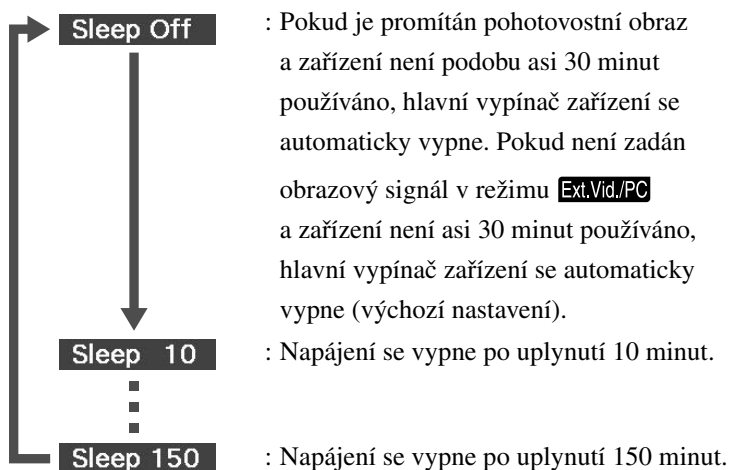 Sleep Off : Pokud je promítán pohotovostní obraz
a zařízení není podobu asi 30 minut
používáno, hlavní vypínač zařízení se
automaticky vypne. Pokud není zadán
obrazový signál v režimu Ext.Vid./PC
a zařízení není asi 30 minut používáno,
hlavní vypínač zařízení se automaticky
vypne (výchozí nastavení).
Sleep 10 : Napájení se vypne po uplynutí 10 minut.
Sleep 150 : Napájení se vypne po uplynutí 150 minut.